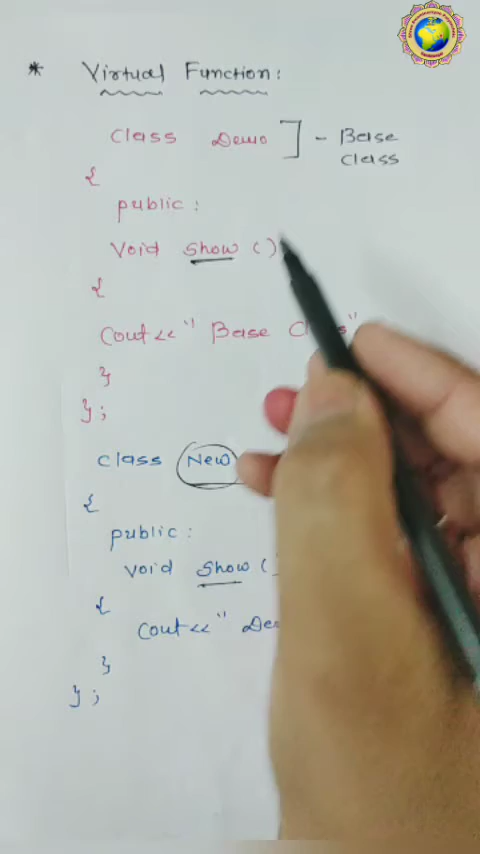 * Virtual Function:
Class Demo ] - Base
Class
{
public:
Void Show ()
{
Cout << " Base "
}
};
Class New
{
public:
Void Show (
{
Cout << "
}
};